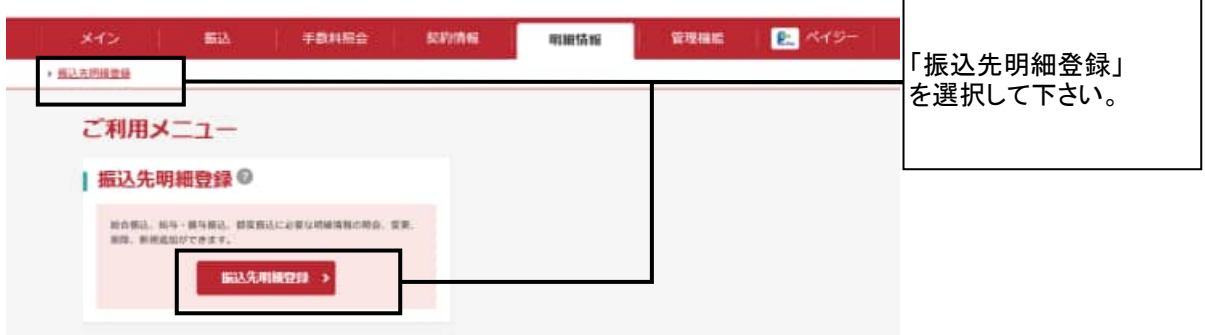 メイン 振込 手数料照会 契約情報 明細情報 管理機能 ペイジー
振込先明細登録
「振込先明細登録」
を選択して下さい。
ご利用メニュー
振込先明細登録 ?
総合振込、給与・賞与振込、都度振込に必要な明細情報の照会、変更、
削除、新規追加ができます。
振込先明細登録